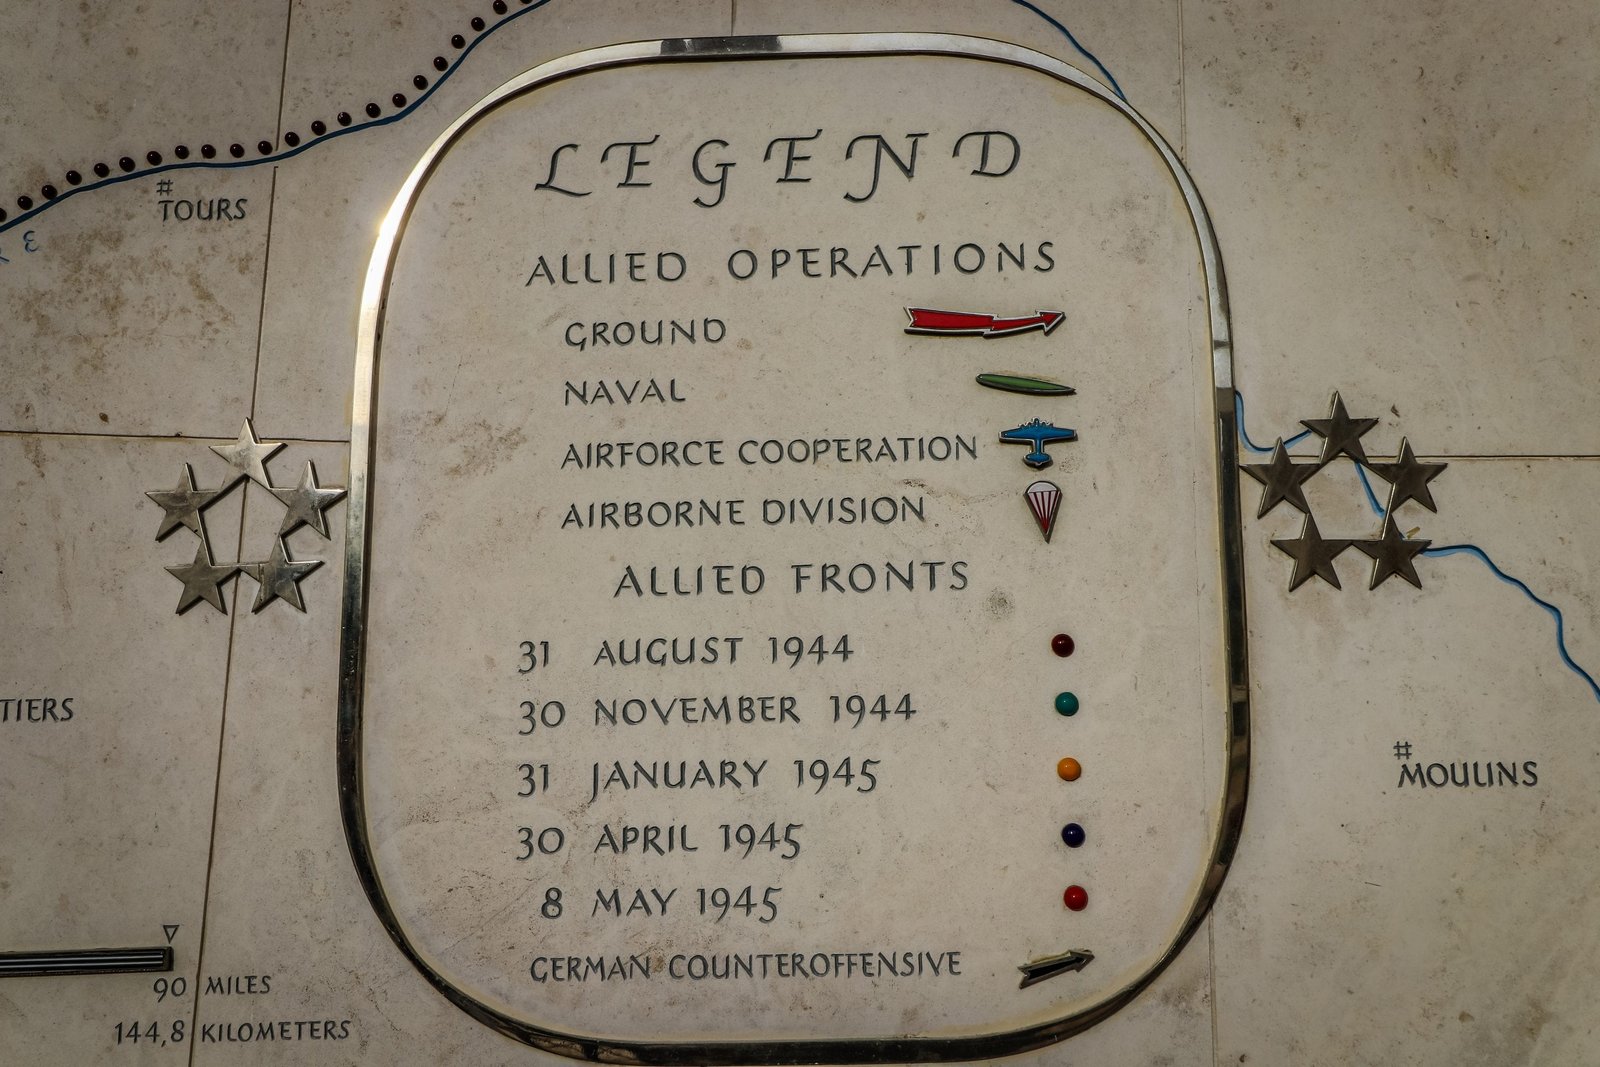 TOURS
R E
LEGEND
ALLIED OPERATIONS
GROUND
NAVAL
AIRFORCE COOPERATION
AIRBORNE DIVISION
ALLIED FRONTS
31 AUGUST 1944
30 NOVEMBER 1944
31 JANUARY 1945
30 APRIL 1945
8 MAY 1945
GERMAN COUNTEROFFENSIVE
TIERS
MOULINS
90 MILES
144,8 KILOMETERS